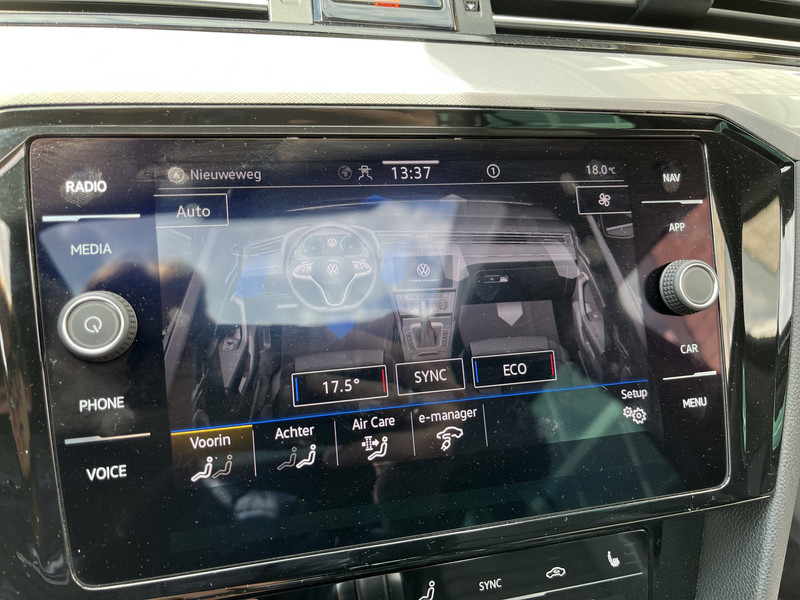 Nieuweweg 13:37 1 18.0°C
RADIO
NAV
Auto
MEDIA
APP
17.5° SYNC ECO
CAR
PHONE
Setup
MENU
Voorin Achter Air Care e-manager
VOICE
SYNC